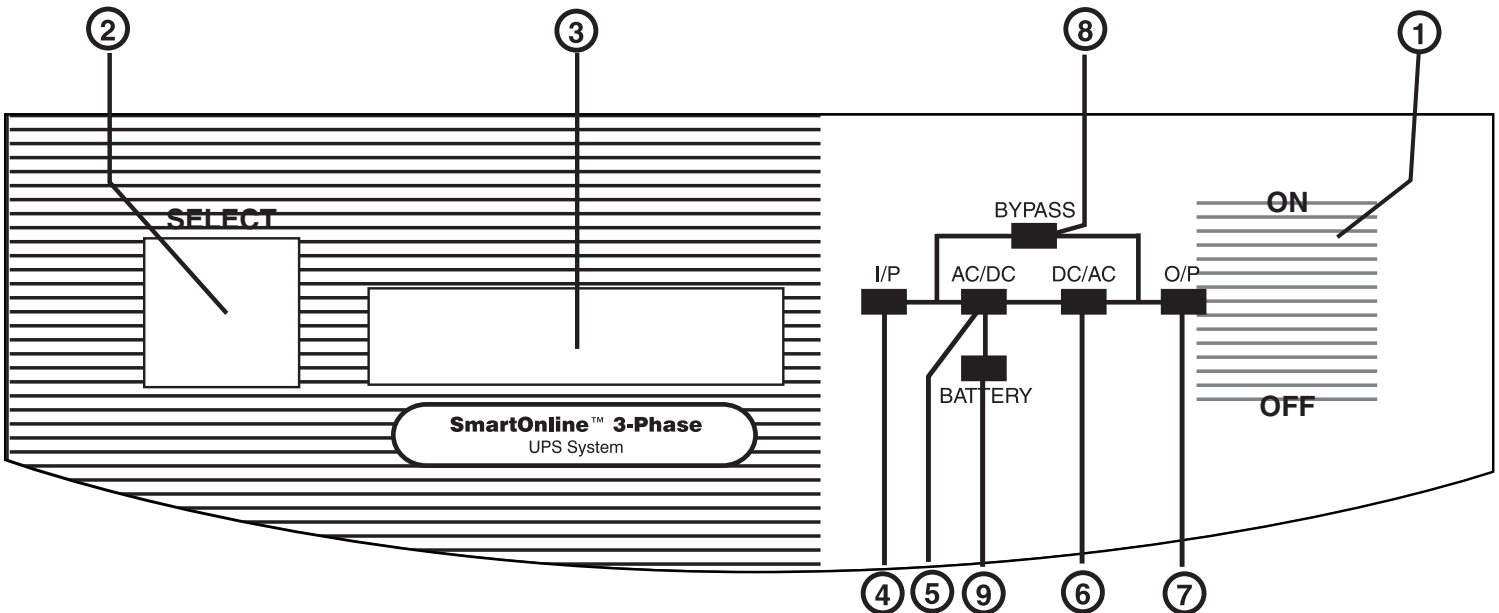 2 3 8 1
SELECT
BYPASS
ON
I/P AC/DC DC/AC O/P
BATTERY
OFF
SmartOnline™ 3-Phase
UPS System
4 5 9 6 7